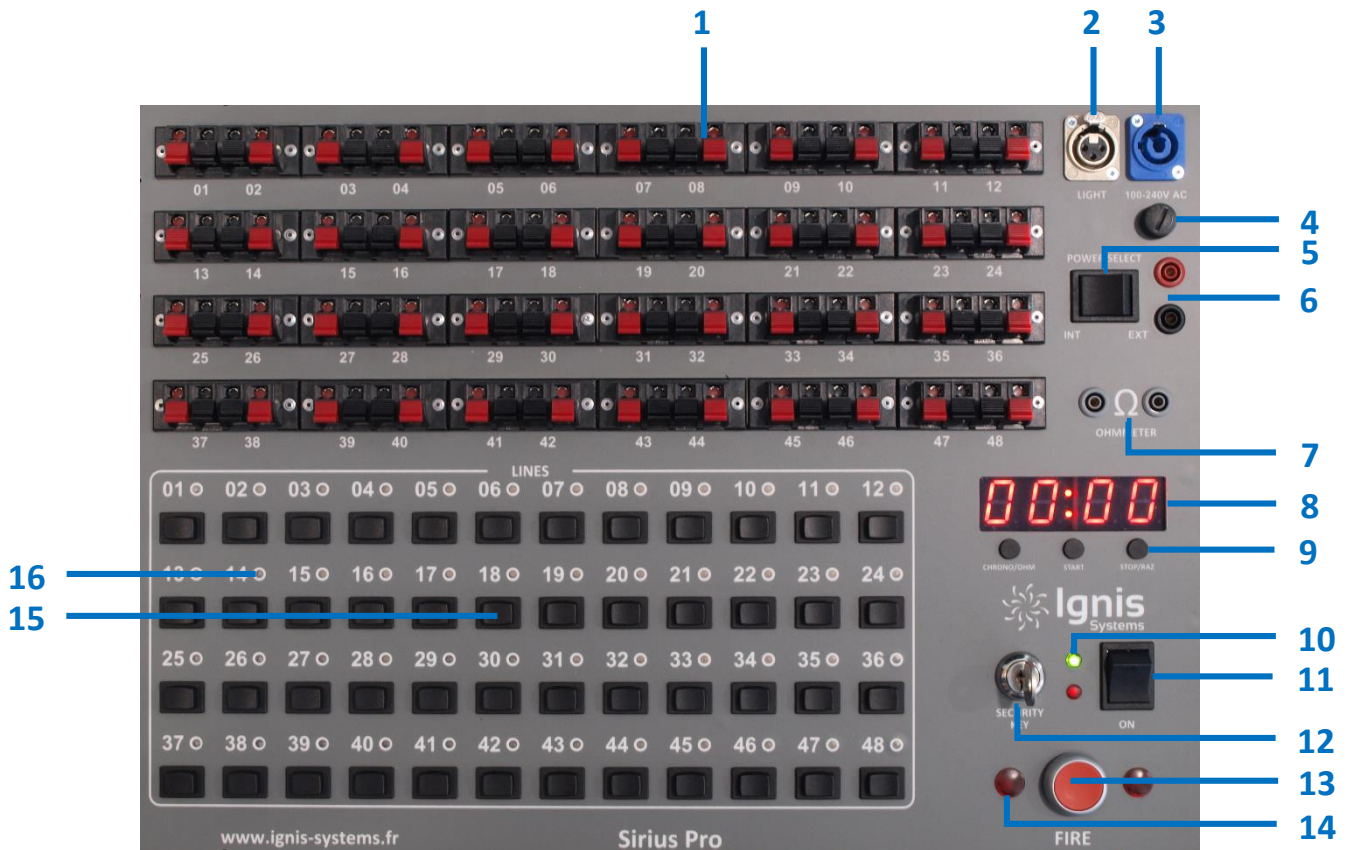 1 2 3
01 02 03 04 05 06 07 08 09 10 11 12
LIGHT 100-240V AC
4
POWER SELECT
5
13 14 15 16 17 18 19 20 21 22 23 24
6
INT EXT
25 26 27 28 29 30 31 32 33 34 35 36
Ω
OHMMETER
37 38 39 40 41 42 43 44 45 46 47 48
7
LINES
01 02 03 04 05 06 07 08 09 10 11 12
00:00
8
CHRONO/OHM START STOP/RAZ
9
16
13 14 15 16 17 18 19 20 21 22 23 24
15
Ignis
Systems
10
25 26 27 28 29 30 31 32 33 34 35 36
11
SECURITY
KEY
ON
12
37 38 39 40 41 42 43 44 45 46 47 48
13
14
www.ignis-systems.fr Sirius Pro FIRE